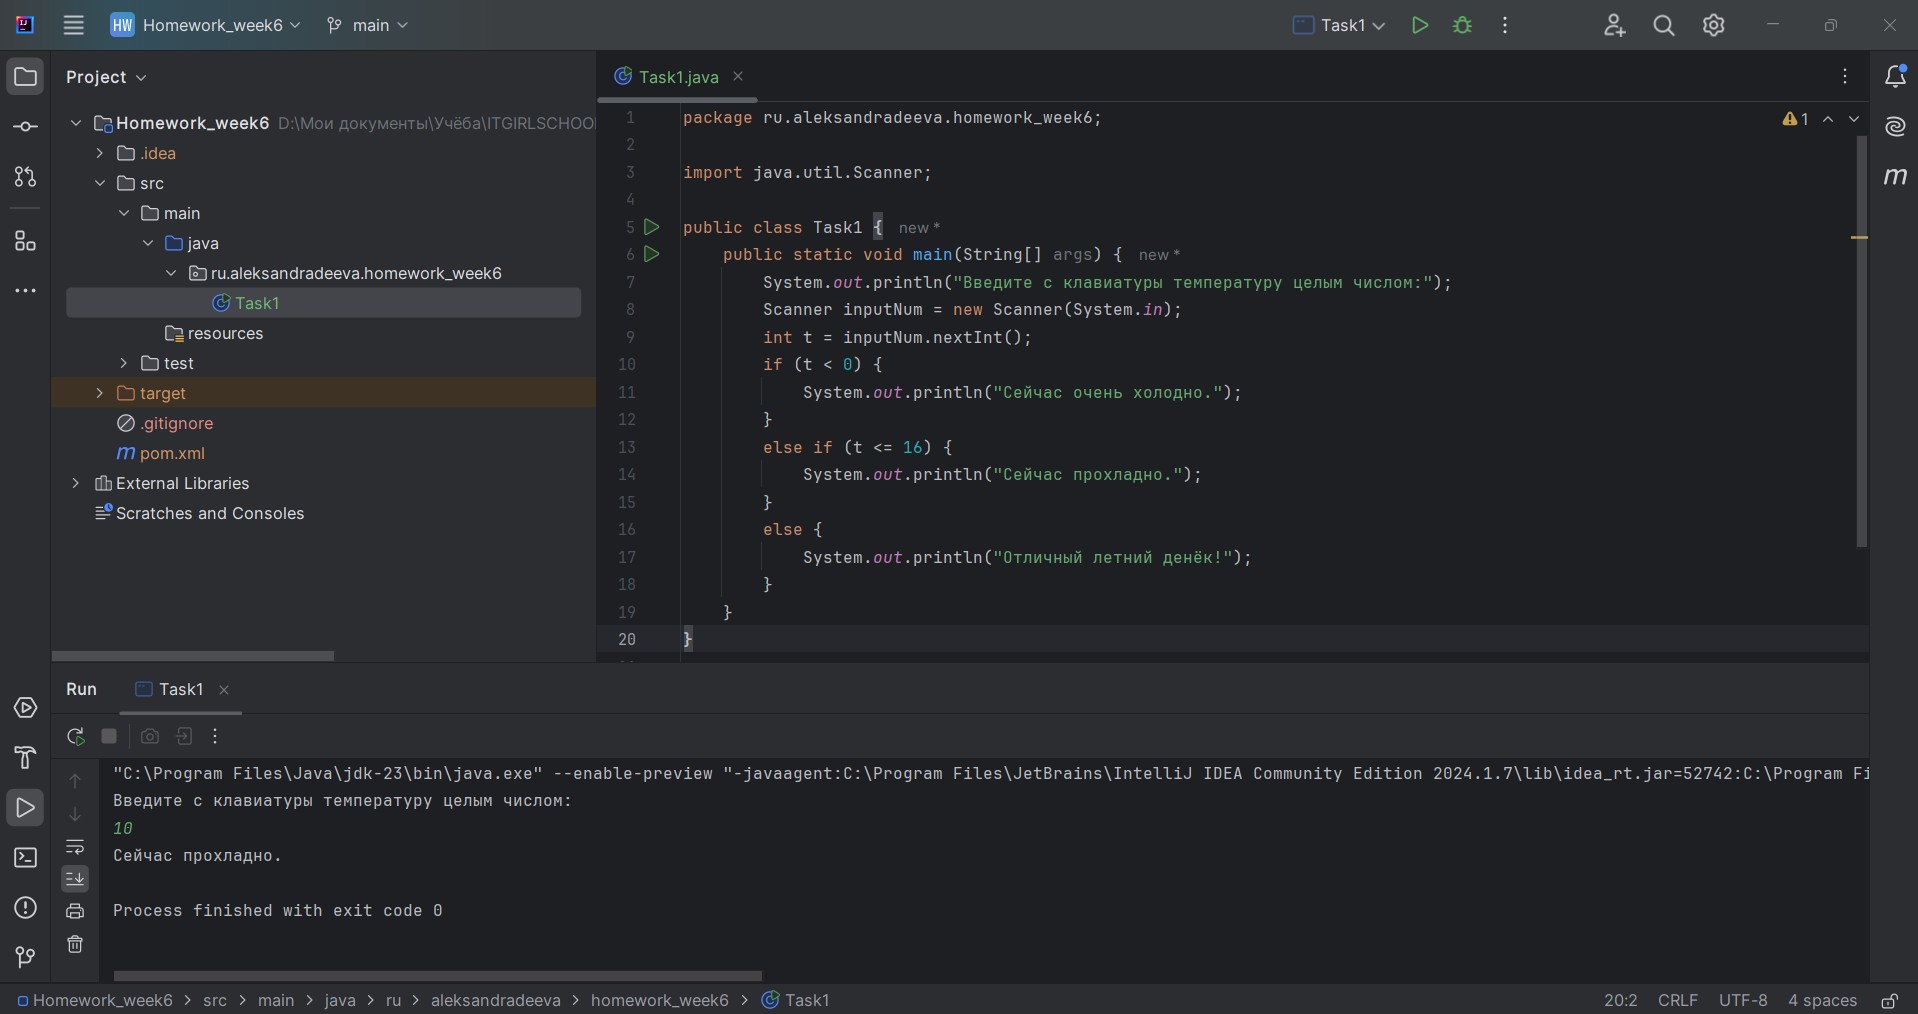 HW Homework_week6 main Task1
Project
Homework_week6 D:\Мои документы\Учёба\ITGIRLSCHOO
.idea
src
main
java
ru.aleksandradeeva.homework_week6
Task1
resources
test
target
.gitignore
pom.xml
External Libraries
Scratches and Consoles
Task1.java
1 package ru.aleksandradeeva.homework_week6;
2
3 import java.util.Scanner;
4
5 public class Task1 { new *
6 public static void main(String[] args) { new *
7 System.out.println("Введите с клавиатуры температуру целым числом:");
8 Scanner inputNum = new Scanner(System.in);
9 int t = inputNum.nextInt();
10 if (t < 0) {
11 System.out.println("Сейчас очень холодно.");
12 }
13 else if (t <= 16) {
14 System.out.println("Сейчас прохладно.");
15 }
16 else {
17 System.out.println("Отличный летний денёк!");
18 }
19 }
20 }
1
Run Task1
"C:\Program Files\Java\jdk-23\bin\java.exe" --enable-preview "-javaagent:C:\Program Files\JetBrains\IntelliJ IDEA Community Edition 2024.1.7\lib\idea_rt.jar=52742:C:\Program Fi
Введите с клавиатуры температуру целым числом:
10
Сейчас прохладно.
Process finished with exit code 0
Homework_week6 > src > main > java > ru > aleksandradeeva > homework_week6 > Task1
20:2 CRLF UTF-8 4 spaces